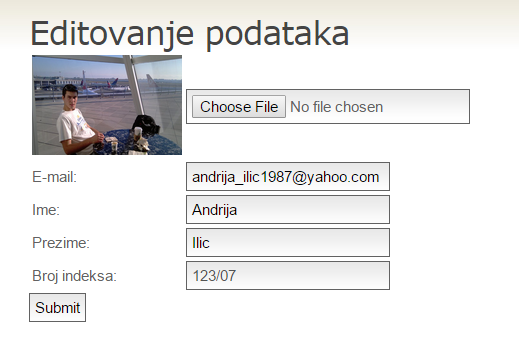 Editovanje podataka
Choose File No file chosen
E-mail: andrija_ilic1987@yahoo.com
Ime: Andrija
Prezime: Ilic
Broj indeksa: 123/07
Submit